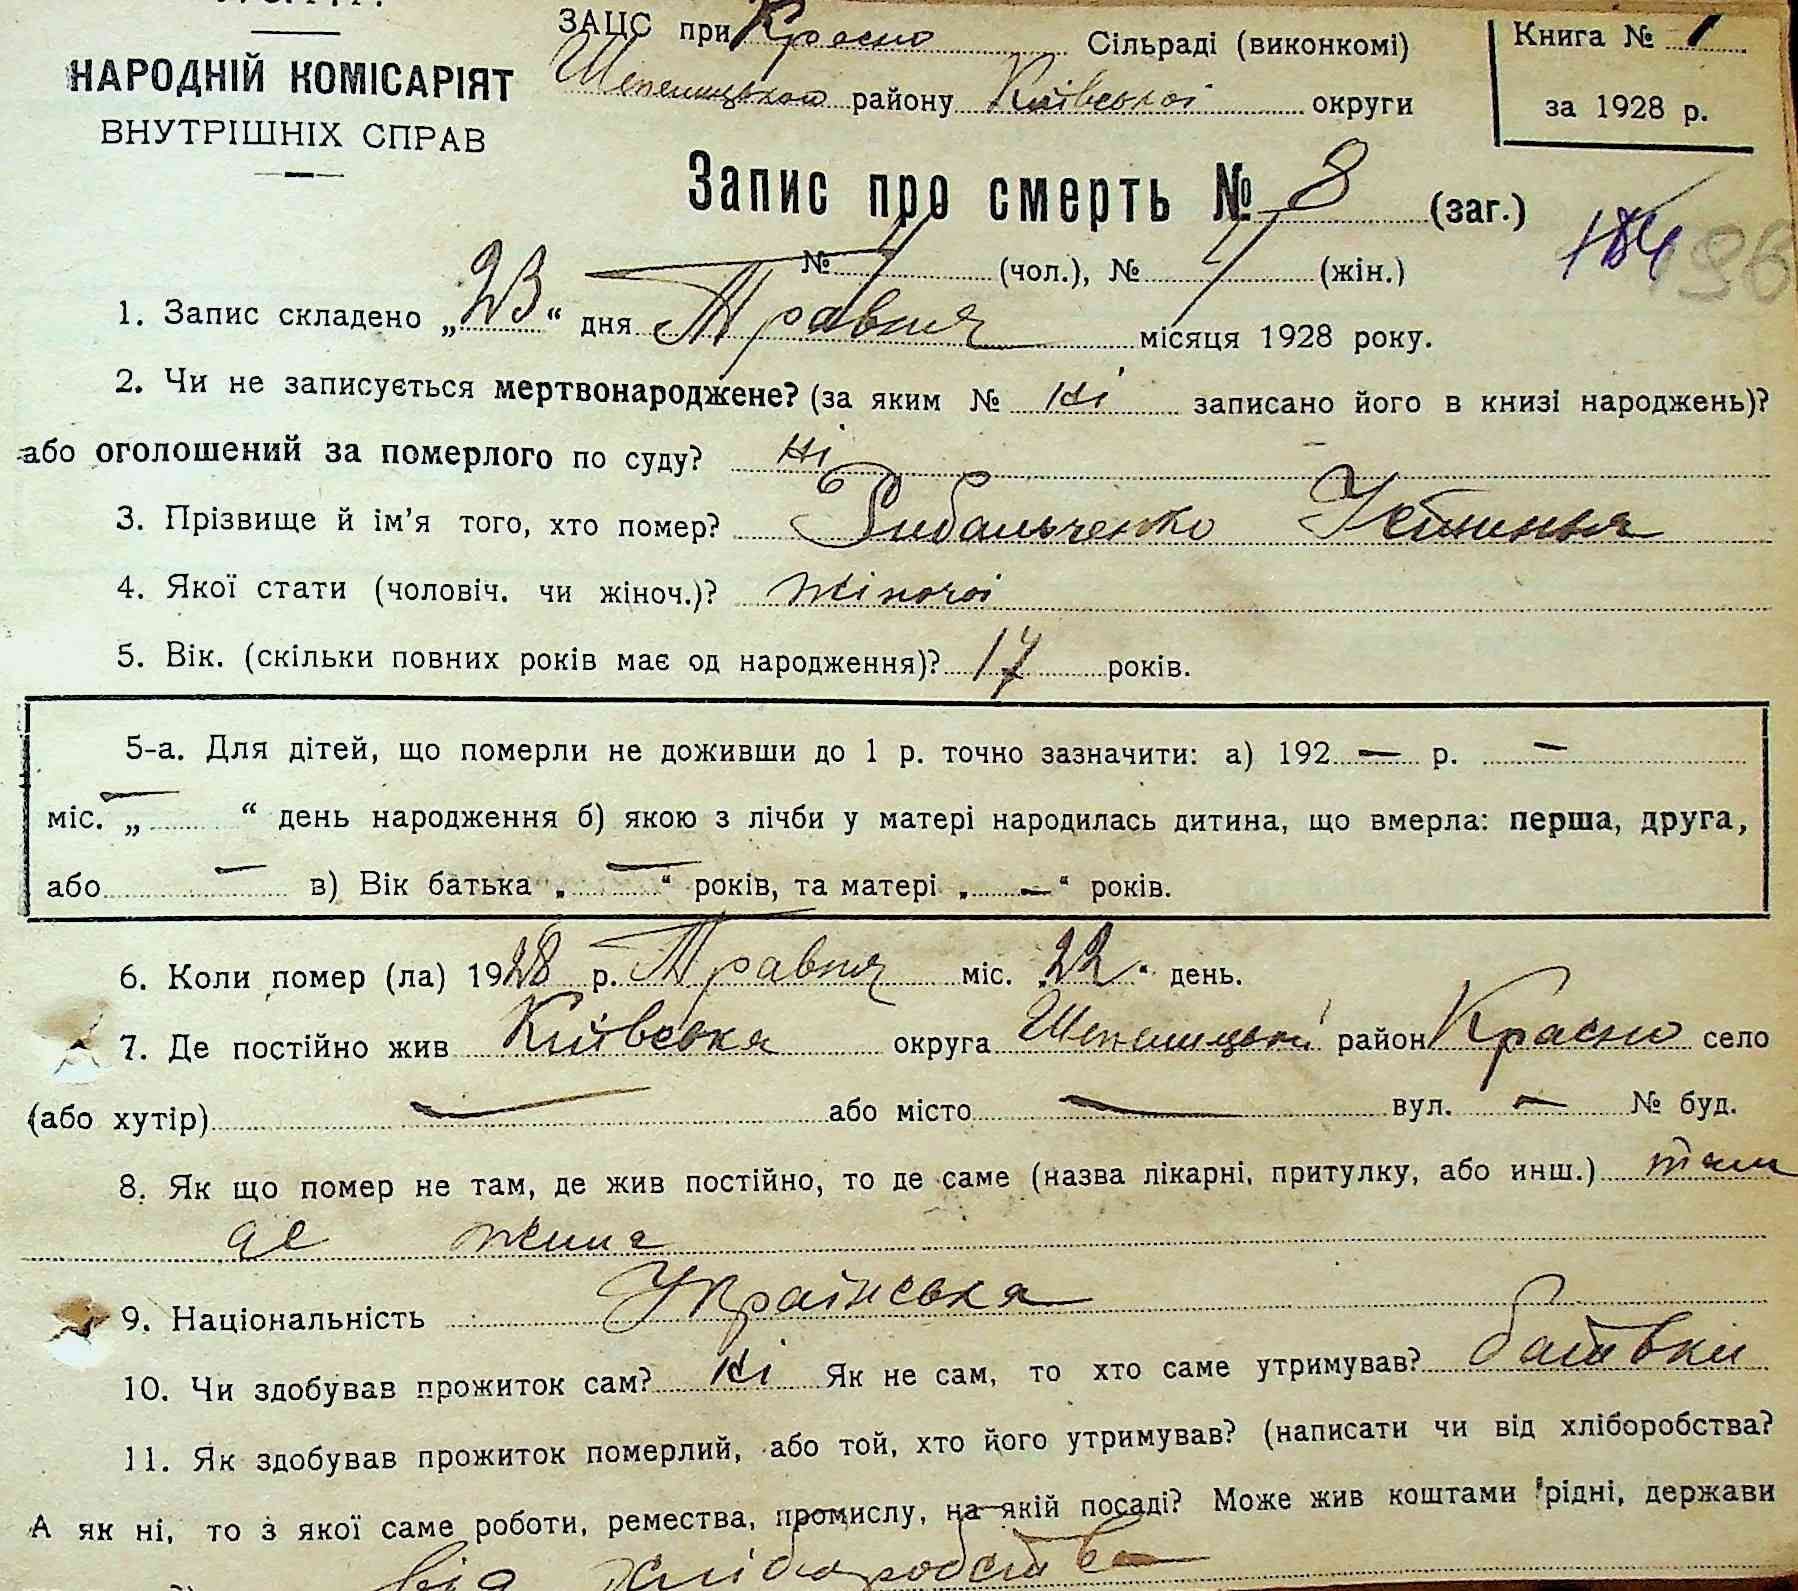 ЗАЦС при Красно Сільраді (виконкомі)
Шепелицького району Київської округи
Книга № 1
за 1928 р.
НАРОДНІЙ КОМІСАРІЯТ
ВНУТРІШНІХ СПРАВ
Запис про смерть № 8 (заг.)
184
№ 4 (чол.), № 4 (жін.)
1. Запис складено „23“ дня Травня місяця 1928 року.
2. Чи не записується мертвонароджене? (за яким № ні записано його в книзі народжень)?
або оголошений за померлого по суду? ні
3. Прізвище й ім'я того, хто помер? Рибальченко Устинья
4. Якої стати (чоловіч. чи жіноч.)? жіночої
5. Вік. (скільки повних років має од народження)? 17 років.
5-а. Для дітей, що померли не доживши до 1 р. точно зазначити: а) 192 — р. —
міс. „ — “ день народження б) якою з лічби у матері народилась дитина, що вмерла: перша, друга,
або — в) Вік батька „ — “ років, та матері „ — “ років.
6. Коли помер (ла) 1928 р. Травня міс. „22“ день.
7. Де постійно жив Київська округа Шепелицький район Красно село
(або хутір) — або місто — вул. — № буд.
8. Як що помер не там, де жив постійно, то де саме (назва лікарні, притулку, або инш.) там
де жила
9. Національність Українська
10. Чи здобував прожиток сам? ні Як не сам, то хто саме утримував? батьки
11. Як здобував прожиток померлий, або той, хто його утримував? (написати чи від хліборобства?
А як ні, то з якої саме роботи, ремества, промислу, на якій посаді? Може жив коштами рідні, держави
від хліборобства